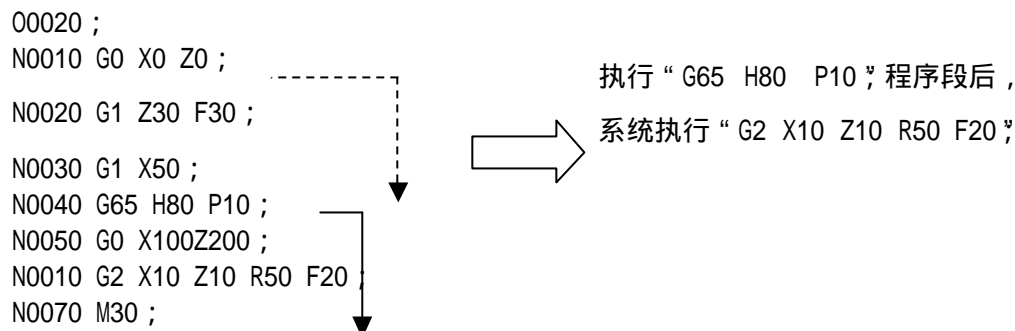 O0020；
N0010 G0 X0 Z0；
N0020 G1 Z30 F30；
N0030 G1 X50；
N0040 G65 H80 P10；
N0050 G0 X100Z200；
N0010 G2 X10 Z10 R50 F20；
N0070 M30；
执行“G65 H80 P10；”程序段后，
系统执行“G2 X10 Z10 R50 F20；”